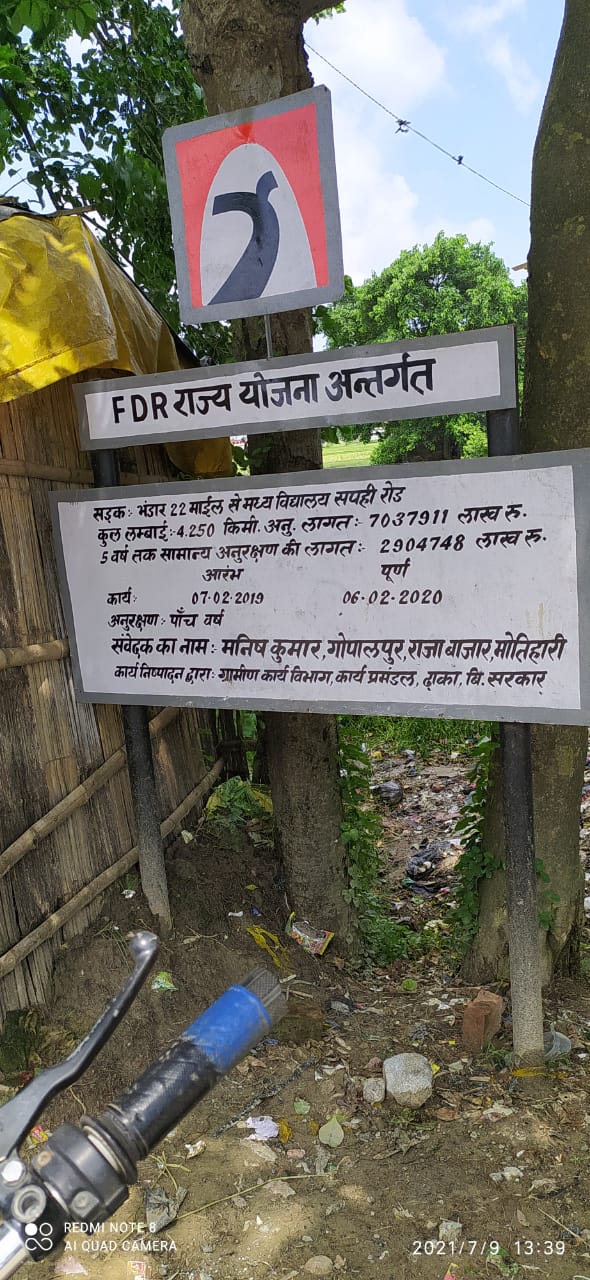 FDR राज्य योजना अन्तर्गत
सड़क:- भंडार 22 माईल से मध्य विद्यालय सपही रोड
कुल लम्बाई:-4.250 किमी. अनु. लागत:- 7037911 लाख रु.
5 वर्ष तक सामान्य अनुरक्षण की लागत:- 2904748 लाख रु.
आरंभ पूर्ण
कार्य:- 07-02-2019 06-02-2020
अनुरक्षण:- पाँच वर्ष
संवेदक का नाम:- मनिष कुमार, गोपालपुर, राजा बाजार, मोतिहारी
कार्य निष्पादन द्वारा:- ग्रामीण कार्य विभाग, कार्य प्रमंडल, ढ़ाका, वि. सरकार
REDMI NOTE 8
AI QUAD CAMERA
2021/7/9 13:39